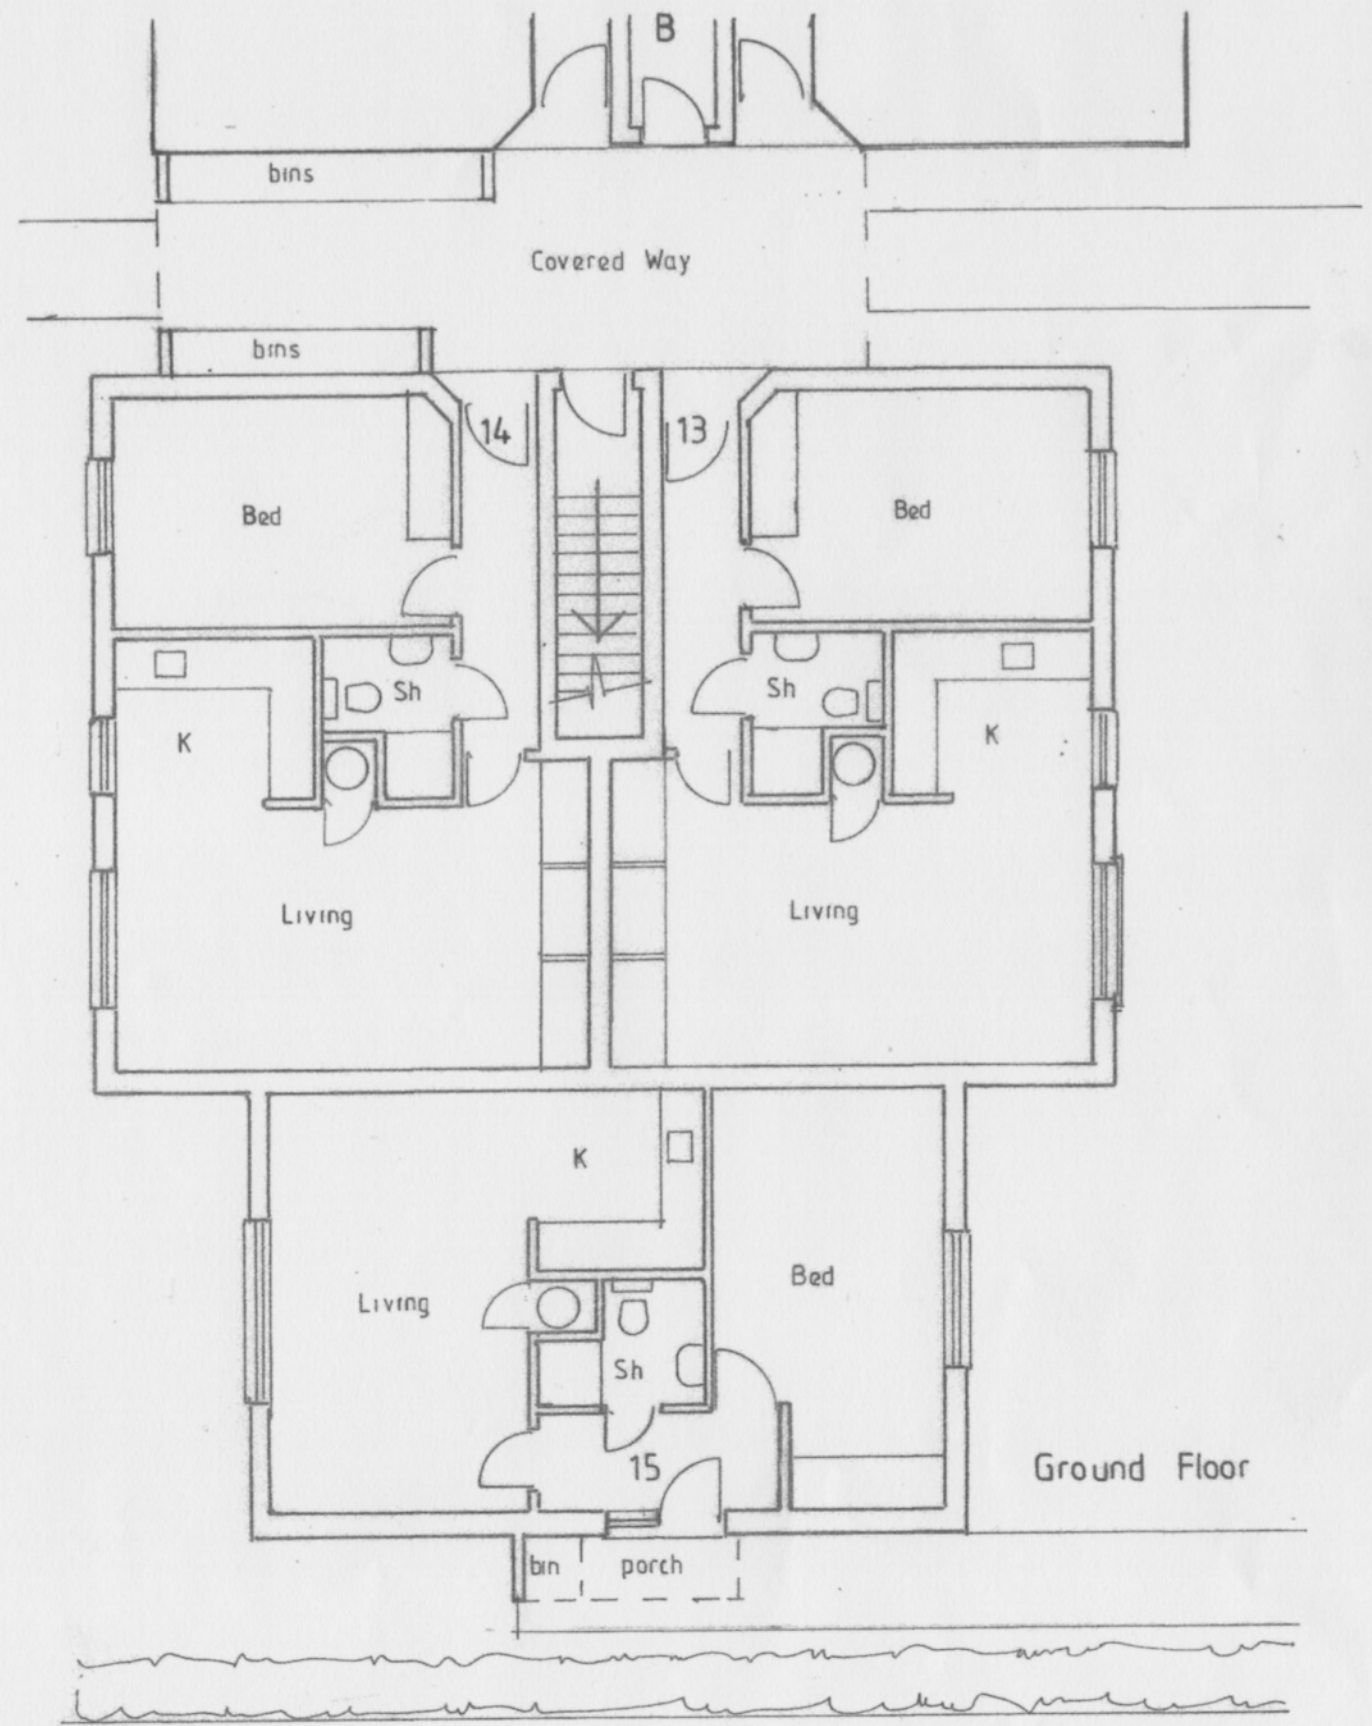 B
bins
Covered Way
bins
14
13
Bed
Bed
Sh
Sh
K
K
Living
Living
K
Living
Bed
Sh
15
Ground Floor
bin
porch